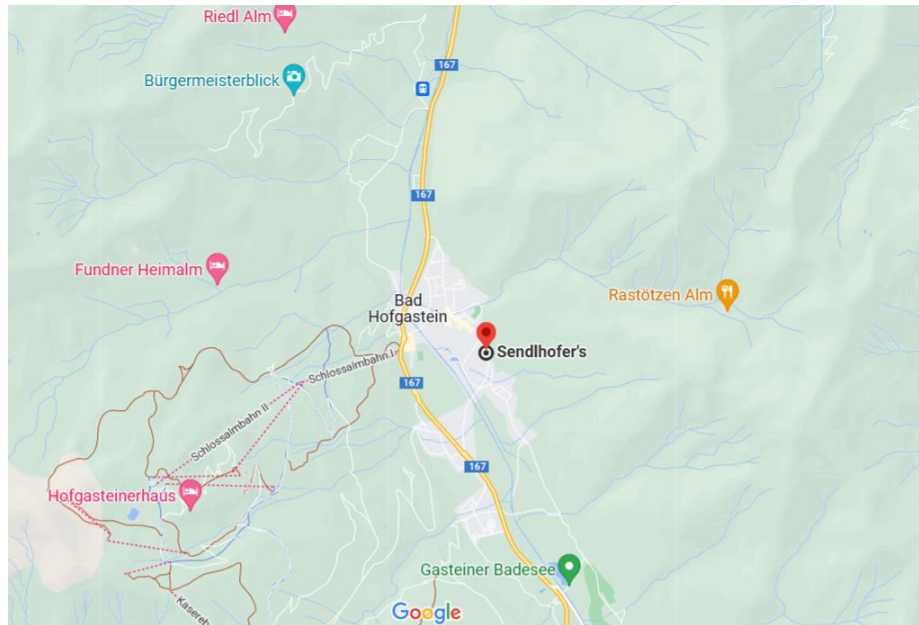 Riedl Alm
167
Bürgermeisterblick
167
Fundner Heimalm
Rastötzen Alm
Bad
Hofgastein
Sendlhofer's
Schlossalmbahn I
167
Schlossalmbahn II
167
Hofgasteinerhaus
Gasteiner Badesee
Kasereb
Google